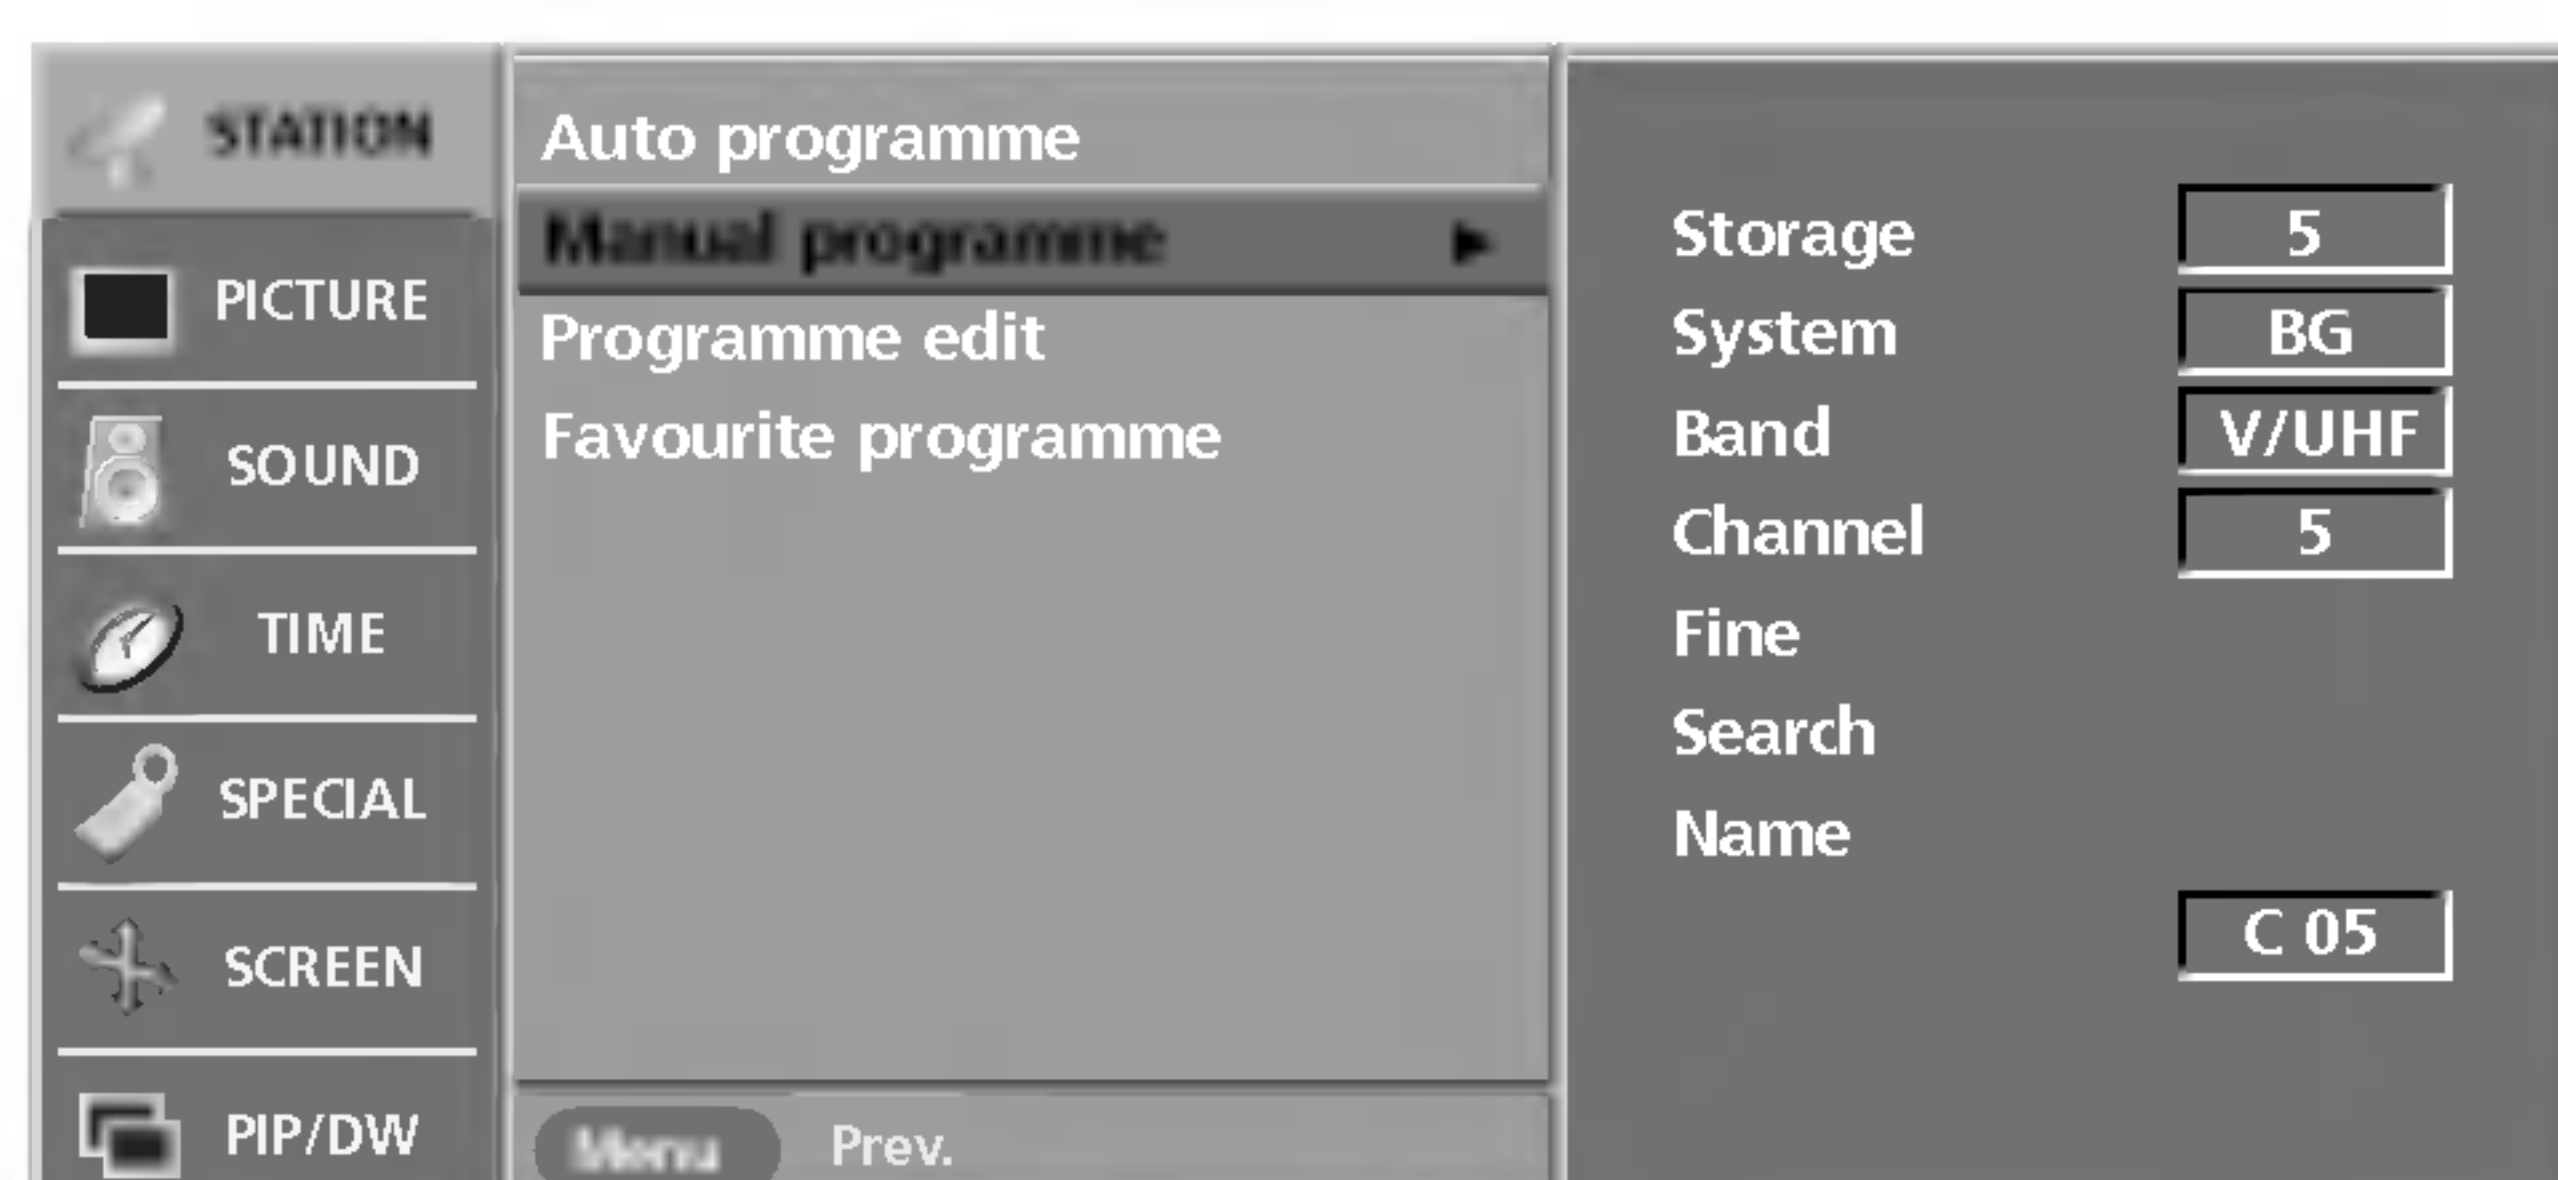 STATION
PICTURE
SOUND
TIME
SPECIAL
SCREEN
PIP/DW
Auto programme
Manual programme ►
Programme edit
Favourite programme
Menu Prev.
Storage 5
System BG
Band V/UHF
Channel 5
Fine
Search
Name
C 05